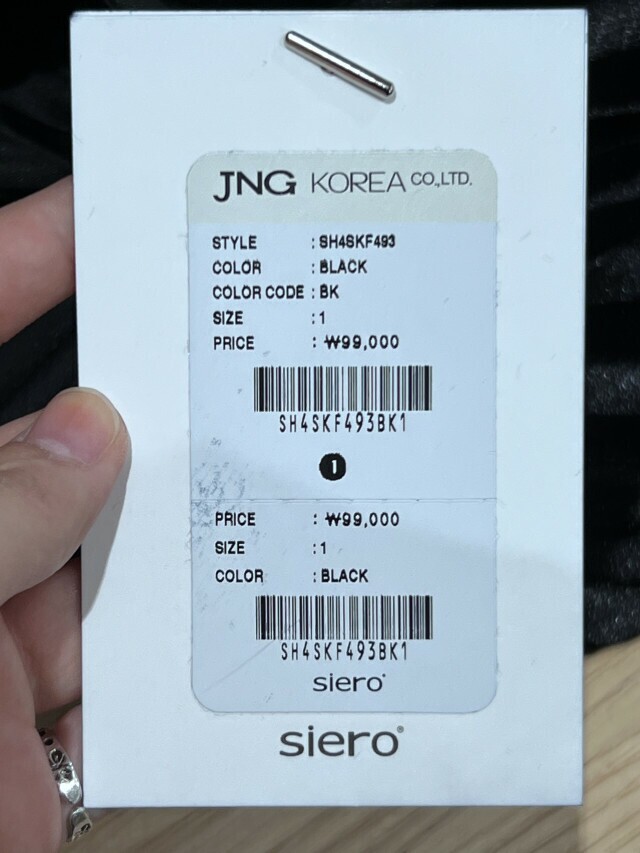 JNG KOREA CO.,LTD.
STYLE : SH4SKF493
COLOR : BLACK
COLOR CODE : BK
SIZE : 1
PRICE : ₩99,000
SH4SKF493BK1
1
PRICE : ₩99,000
SIZE : 1
COLOR : BLACK
SH4SKF493BK1
siero
siero®